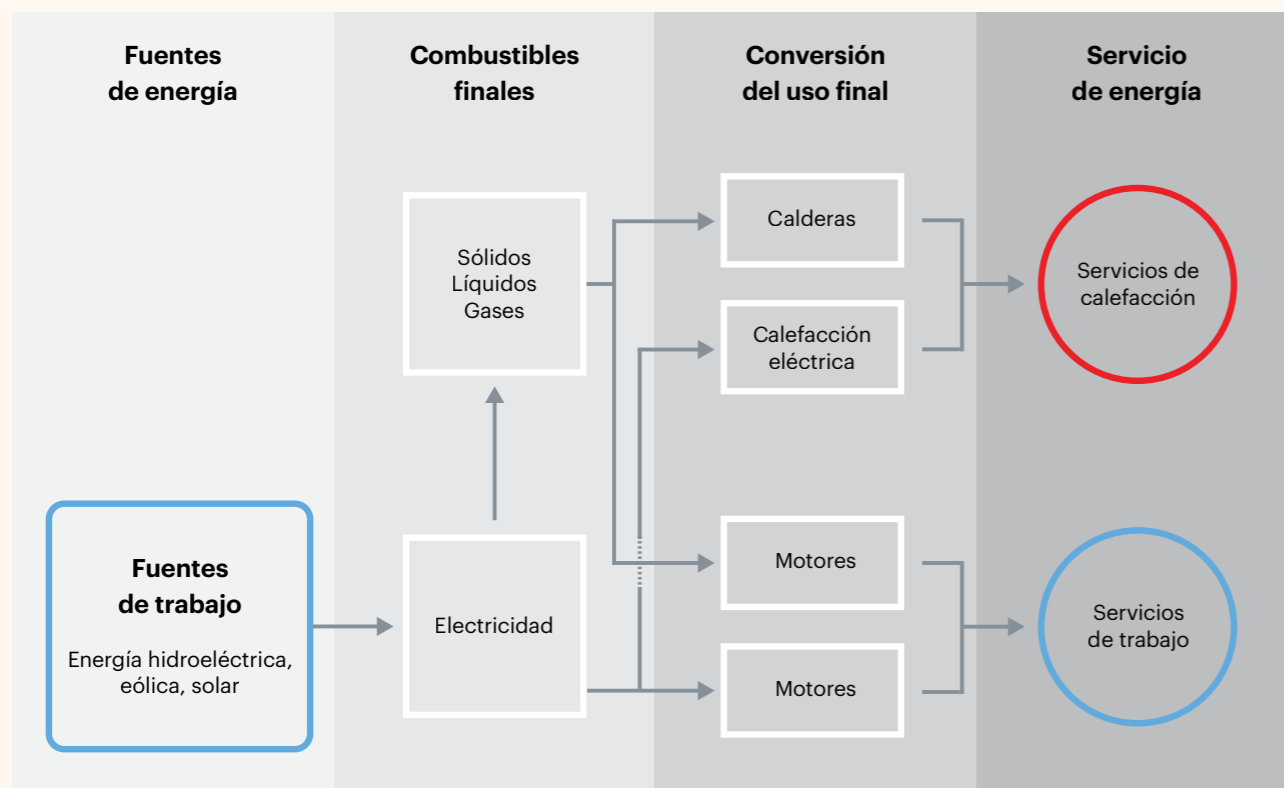 Fuentes
de energía
Combustibles
finales
Conversión
del uso final
Servicio
de energía
Sólidos
Líquidos
Gases
Calderas
Calefacción
eléctrica
Servicios de
calefacción
Fuentes
de trabajo
Energía hidroeléctrica,
eólica, solar
Electricidad
Motores
Motores
Servicios
de trabajo